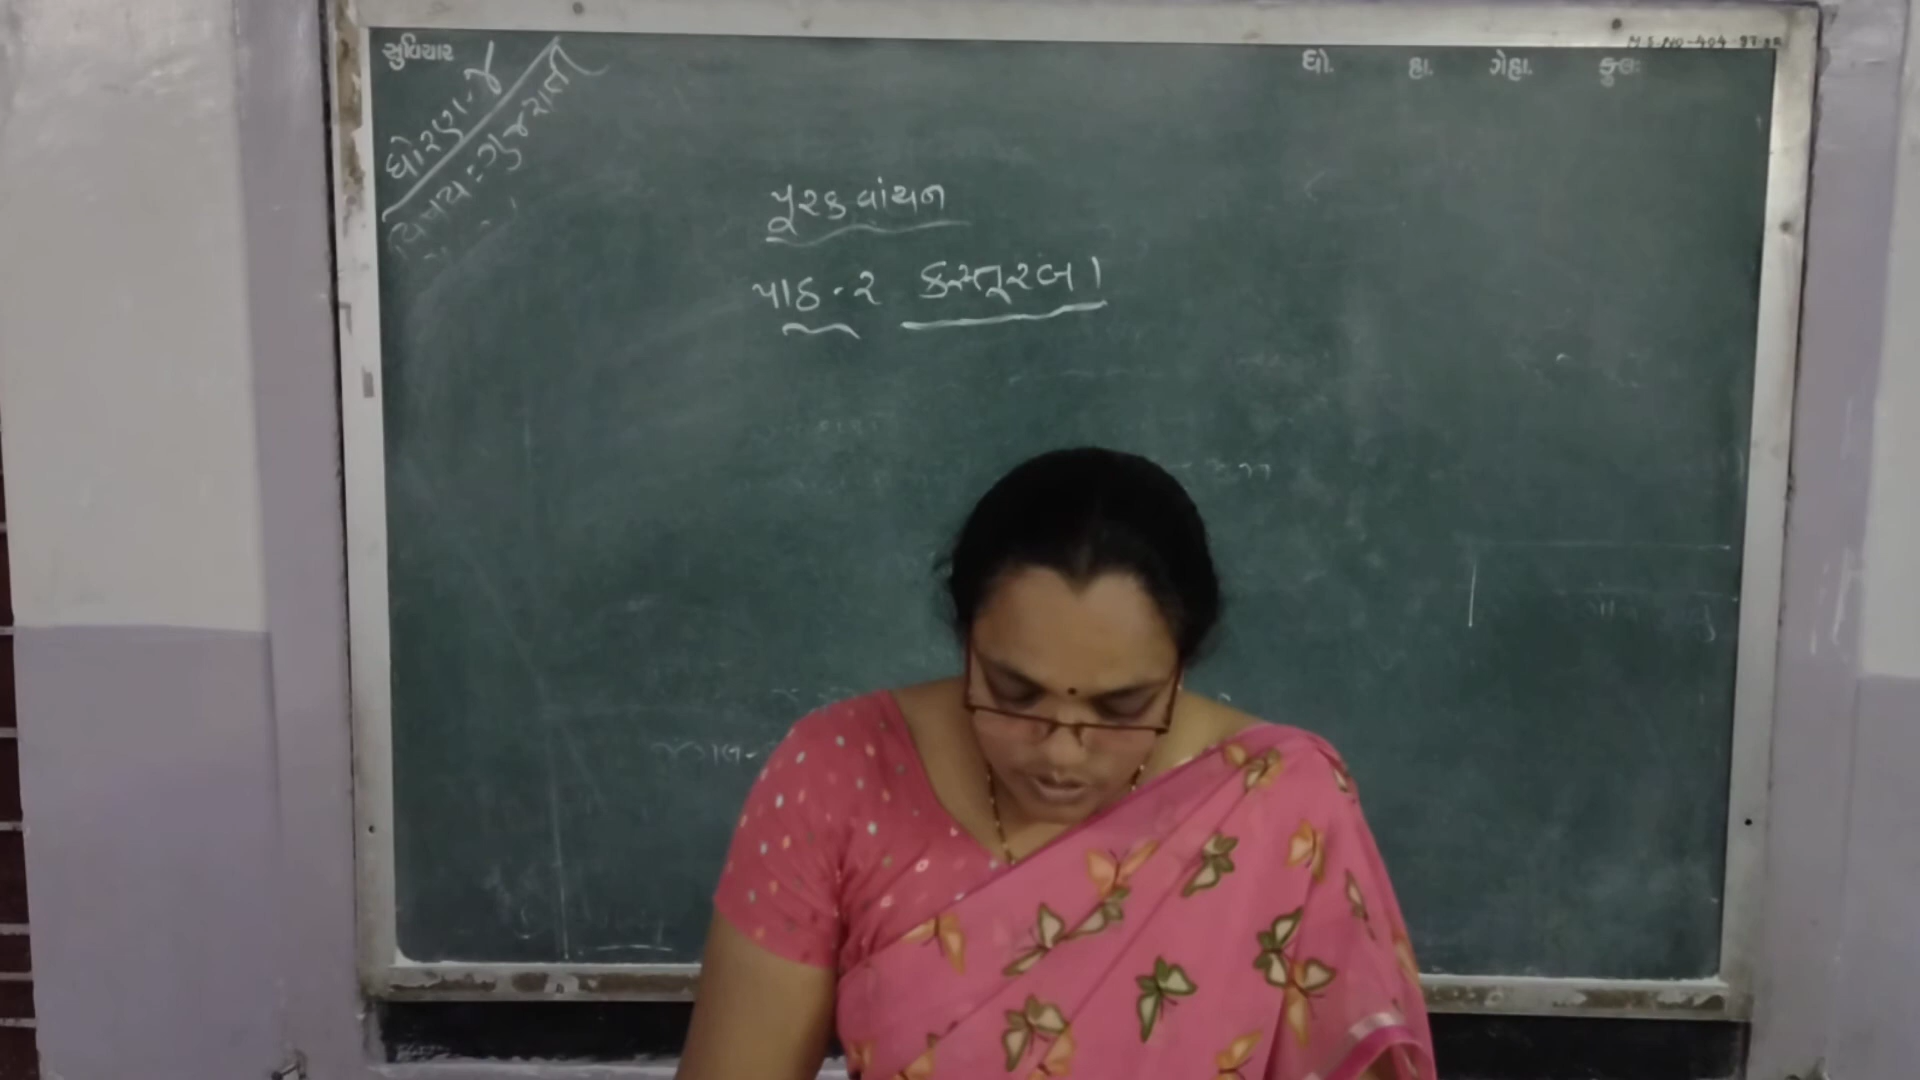 સુવિચાર
ધોરણ-૪
વિષય:-ગુજરાતી
ધો. હા. ગેહા. કુલ:
પૂરક વાંચન
પાઠ-૨ કસ્તૂરબા